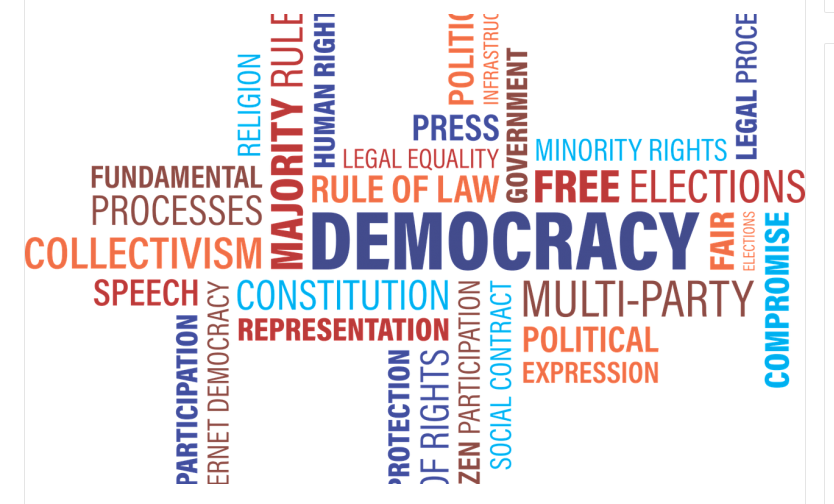 RELIGION
MAJORITY RULE
HUMAN RIGHT
POLITIC
INFRASTRUC
GOVERNMENT
LEGAL PROCE
PRESS
LEGAL EQUALITY
MINORITY RIGHTS
FUNDAMENTAL
PROCESSES
RULE OF LAW
FREE ELECTIONS
COLLECTIVISM
DEMOCRACY
FAIR
ELECTIONS
COMPROMISE
SPEECH
CONSTITUTION
REPRESENTATION
MULTI-PARTY
POLITICAL
EXPRESSION
PARTICIPATION
ERNET DEMOCRACY
PROTECTION
OF RIGHTS
ZEN PARTICIPATION
SOCIAL CONTRACT